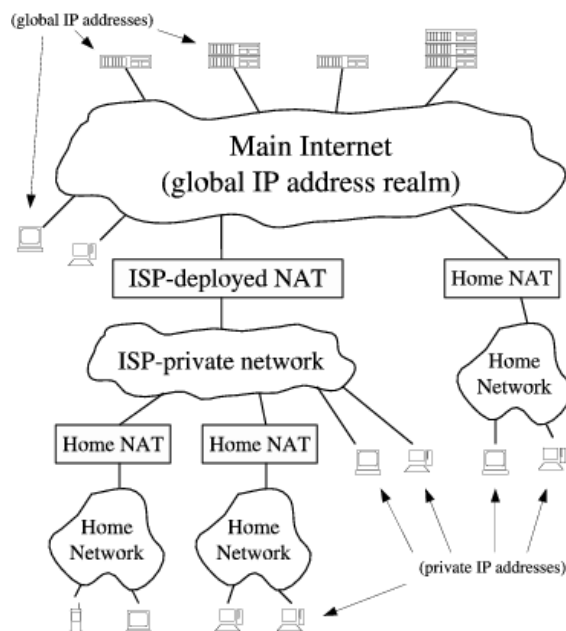 (global IP addresses)
Main Internet
(global IP address realm)
ISP-deployed NAT
Home NAT
ISP-private network
Home
Network
Home NAT
Home NAT
Home
Network
Home
Network
(private IP addresses)